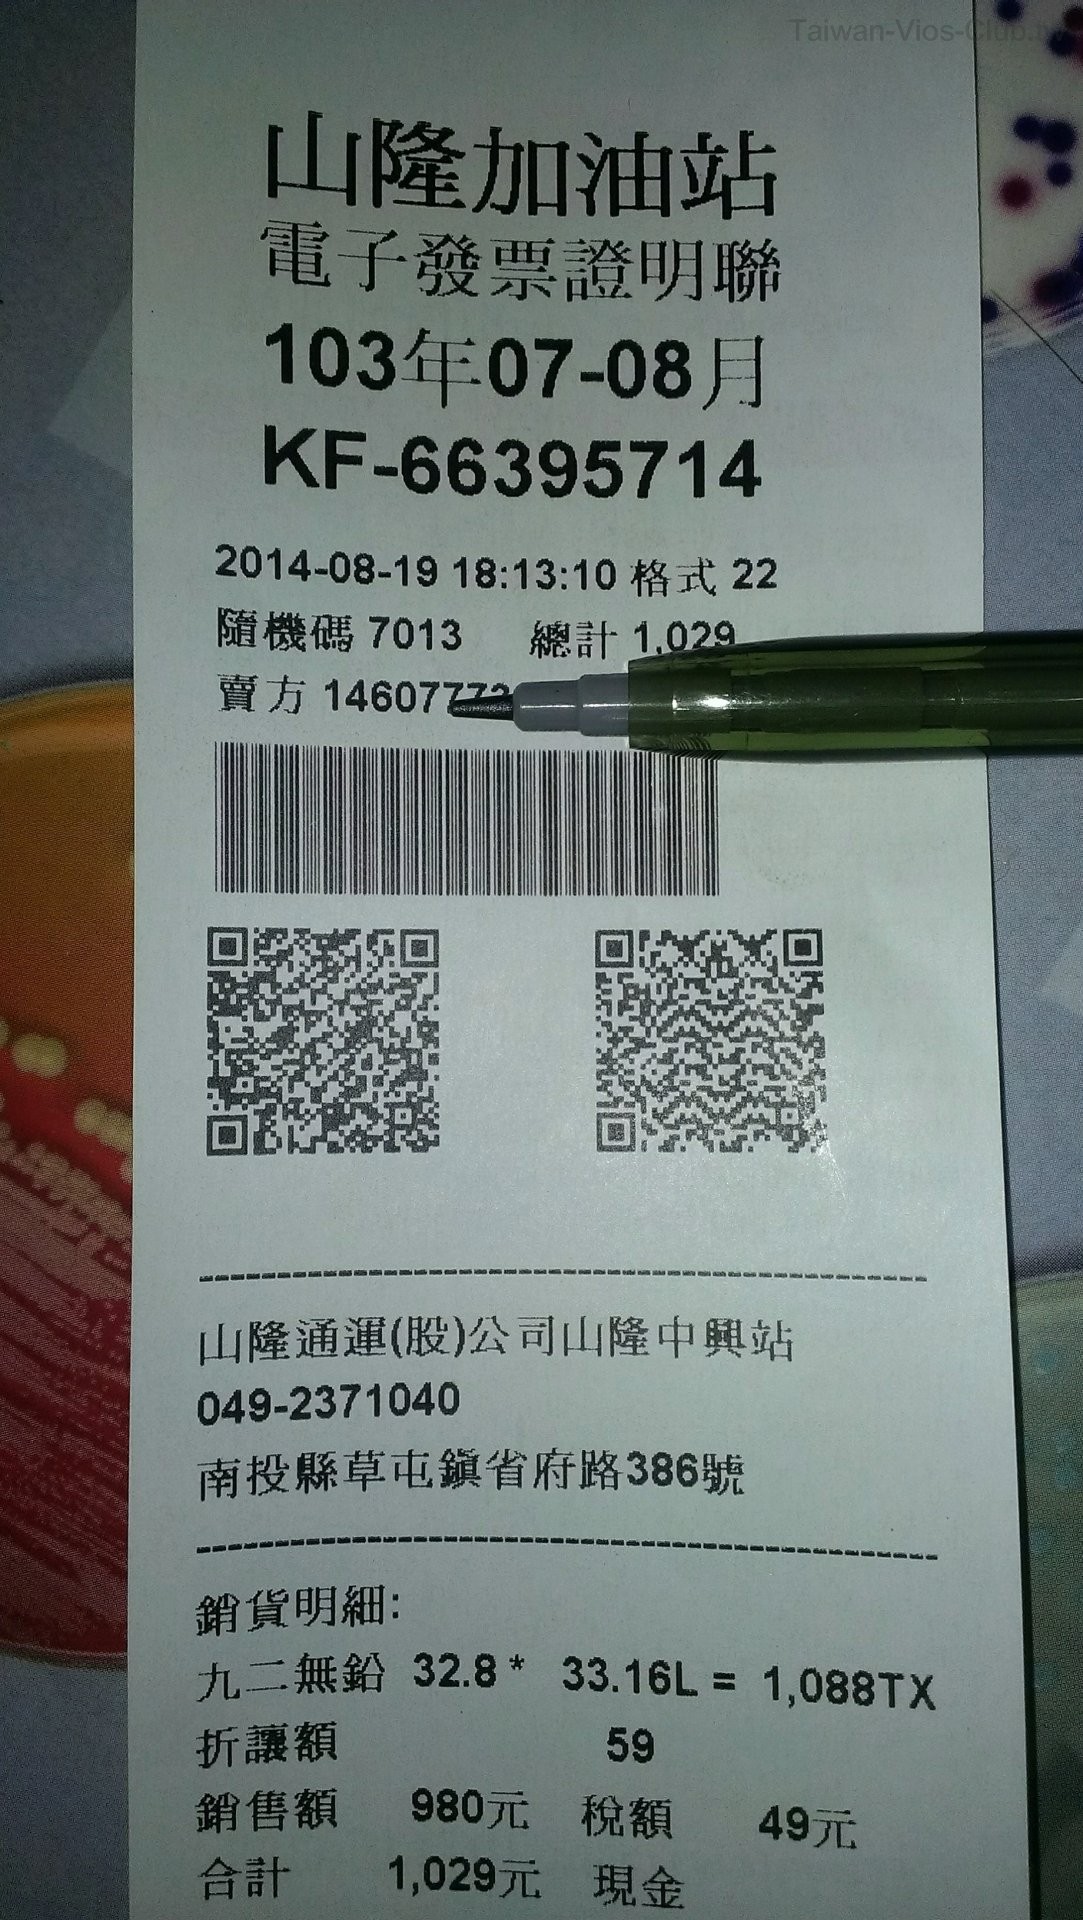 Taiwan-Vios-Club
山隆加油站
電子發票證明聯
103年07-08月
KF-66395714
2014-08-19 18:13:10 格式 22
隨機碼 7013 總計 1,029
賣方
山隆通運(股)公司山隆中興站
049-2371040
南投縣草屯鎮省府路386號
銷貨明細:
九二無鉛 32.8 * 33.16L = 1,088TX
折讓額 59
銷售額 980元 稅額 49元
合計 1,029元 現金